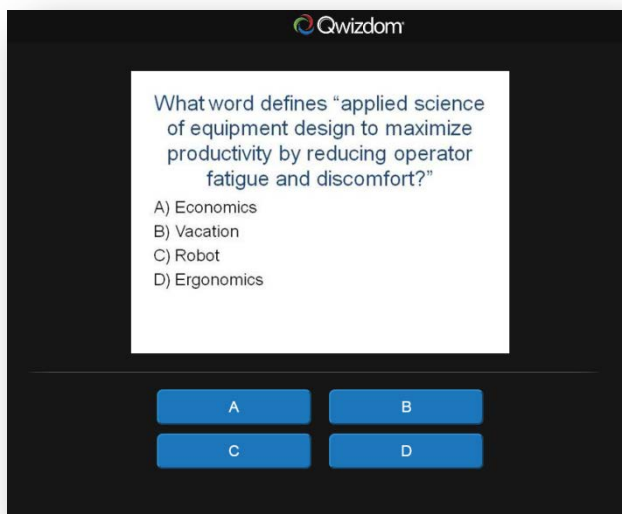 Qwizdom
What word defines “applied science
of equipment design to maximize
productivity by reducing operator
fatigue and discomfort?”
A) Economics
B) Vacation
C) Robot
D) Ergonomics
A
B
C
D